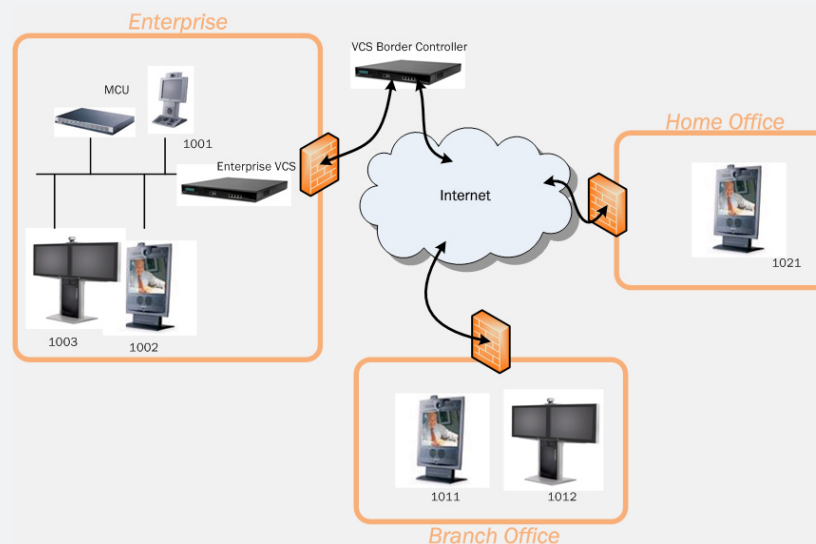 Enterprise
VCS Border Controller
MCU
1001
Home Office
Enterprise VCS
Internet
1021
1003
1002
1011
1012
Branch Office